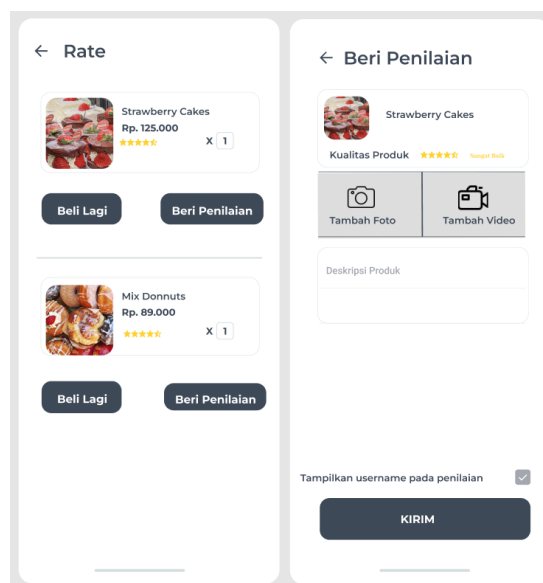 Rate
Strawberry Cakes
Rp. 125.000
X 1
Beli Lagi
Beri Penilaian
Mix Donnuts
Rp. 89.000
X 1
Beli Lagi
Beri Penilaian
Beri Penilaian
Strawberry Cakes
Kualitas Produk Sangat Baik
Tambah Foto
Tambah Video
Deskripsi Produk
Tampilkan username pada penilaian
KIRIM